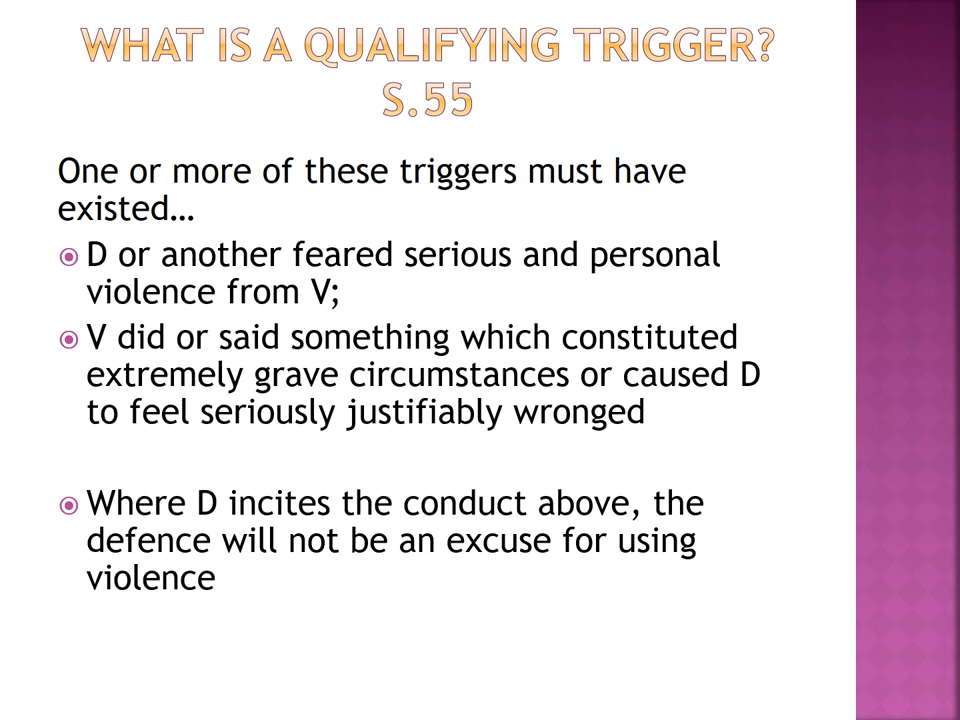 WHAT IS A QUALIFYING TRIGGER?
S.55
One or more of these triggers must have
existed…
D or another feared serious and personal
violence from V;
V did or said something which constituted
extremely grave circumstances or caused D
to feel seriously justifiably wronged
Where D incites the conduct above, the
defence will not be an excuse for using
violence